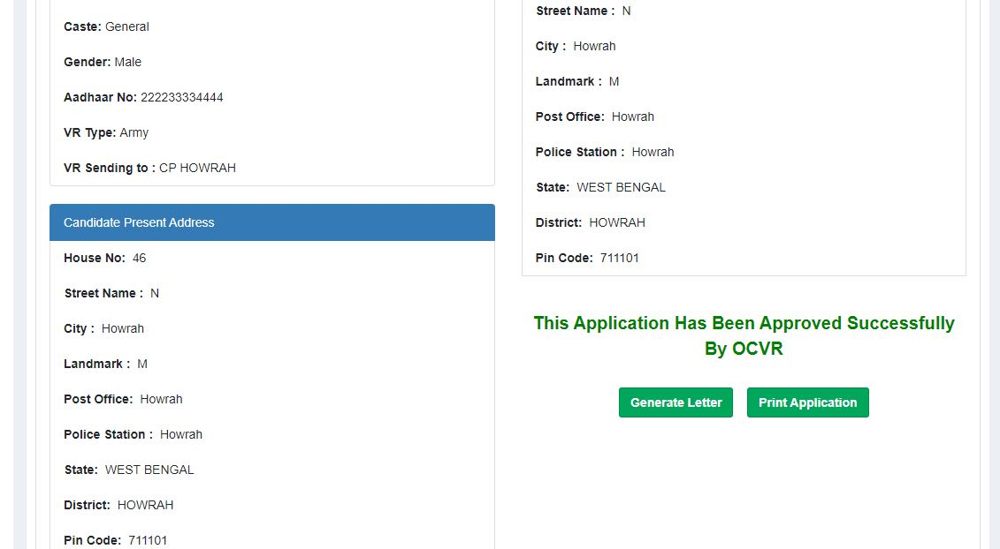 Caste: General
Gender: Male
Aadhaar No: 222233334444
VR Type: Army
VR Sending to : CP HOWRAH
Candidate Present Address
House No: 46
Street Name : N
City : Howrah
Landmark : M
Post Office: Howrah
Police Station : Howrah
State: WEST BENGAL
District: HOWRAH
Pin Code: 711101
Street Name : N
City : Howrah
Landmark : M
Post Office: Howrah
Police Station : Howrah
State: WEST BENGAL
District: HOWRAH
Pin Code: 711101
This Application Has Been Approved Successfully
By OCVR
Generate Letter
Print Application